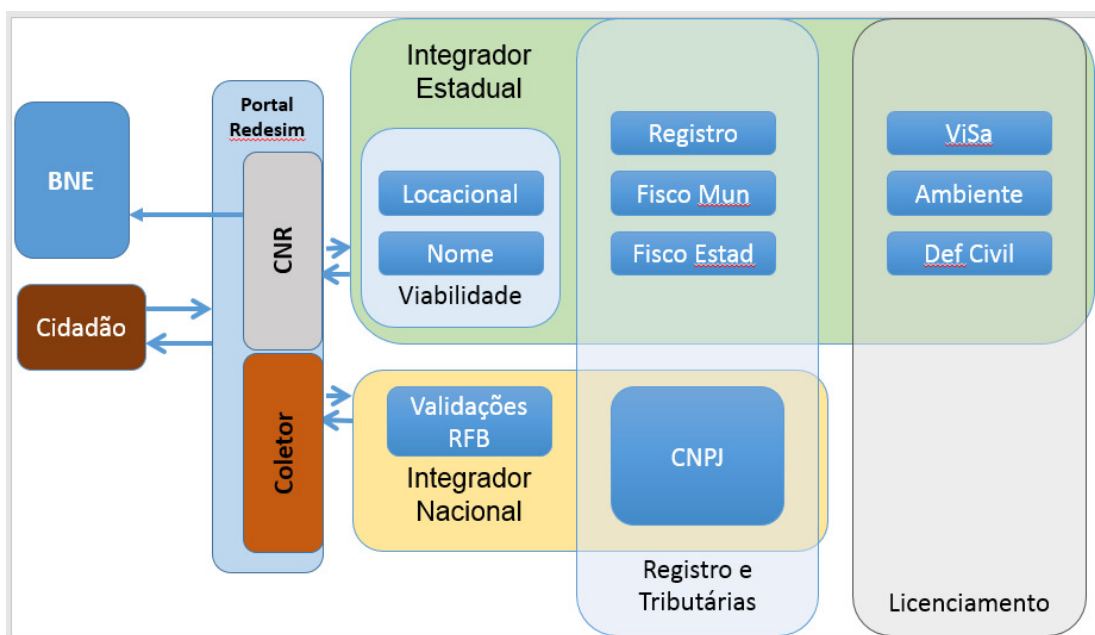 Integrador
Estadual
Portal
Redesim
BNE
CNR
Locacional
Nome
Viabilidade
Registro
Fisco Mun
Fisco Estad
ViSa
Ambiente
Def Civil
Cidadão
Coletor
Validações
RFB
Integrador
Nacional
CNPJ
Registro e
Tributárias
Licenciamento